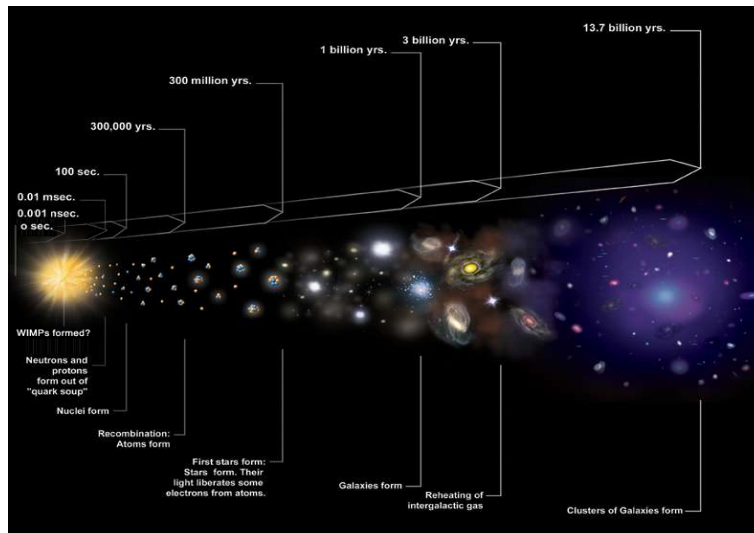 13.7 billion yrs.
3 billion yrs.
1 billion yrs.
300 million yrs.
300,000 yrs.
100 sec.
0.01 msec.
0.001 nsec.
o sec.
WIMPs formed?
Neutrons and
protons
form out of
"quark soup"
Nuclei form
Recombination:
Atoms form
First stars form:
Stars form. Their
light liberates some
electrons from atoms.
Galaxies form
Reheating of
intergalactic gas
Clusters of Galaxies form